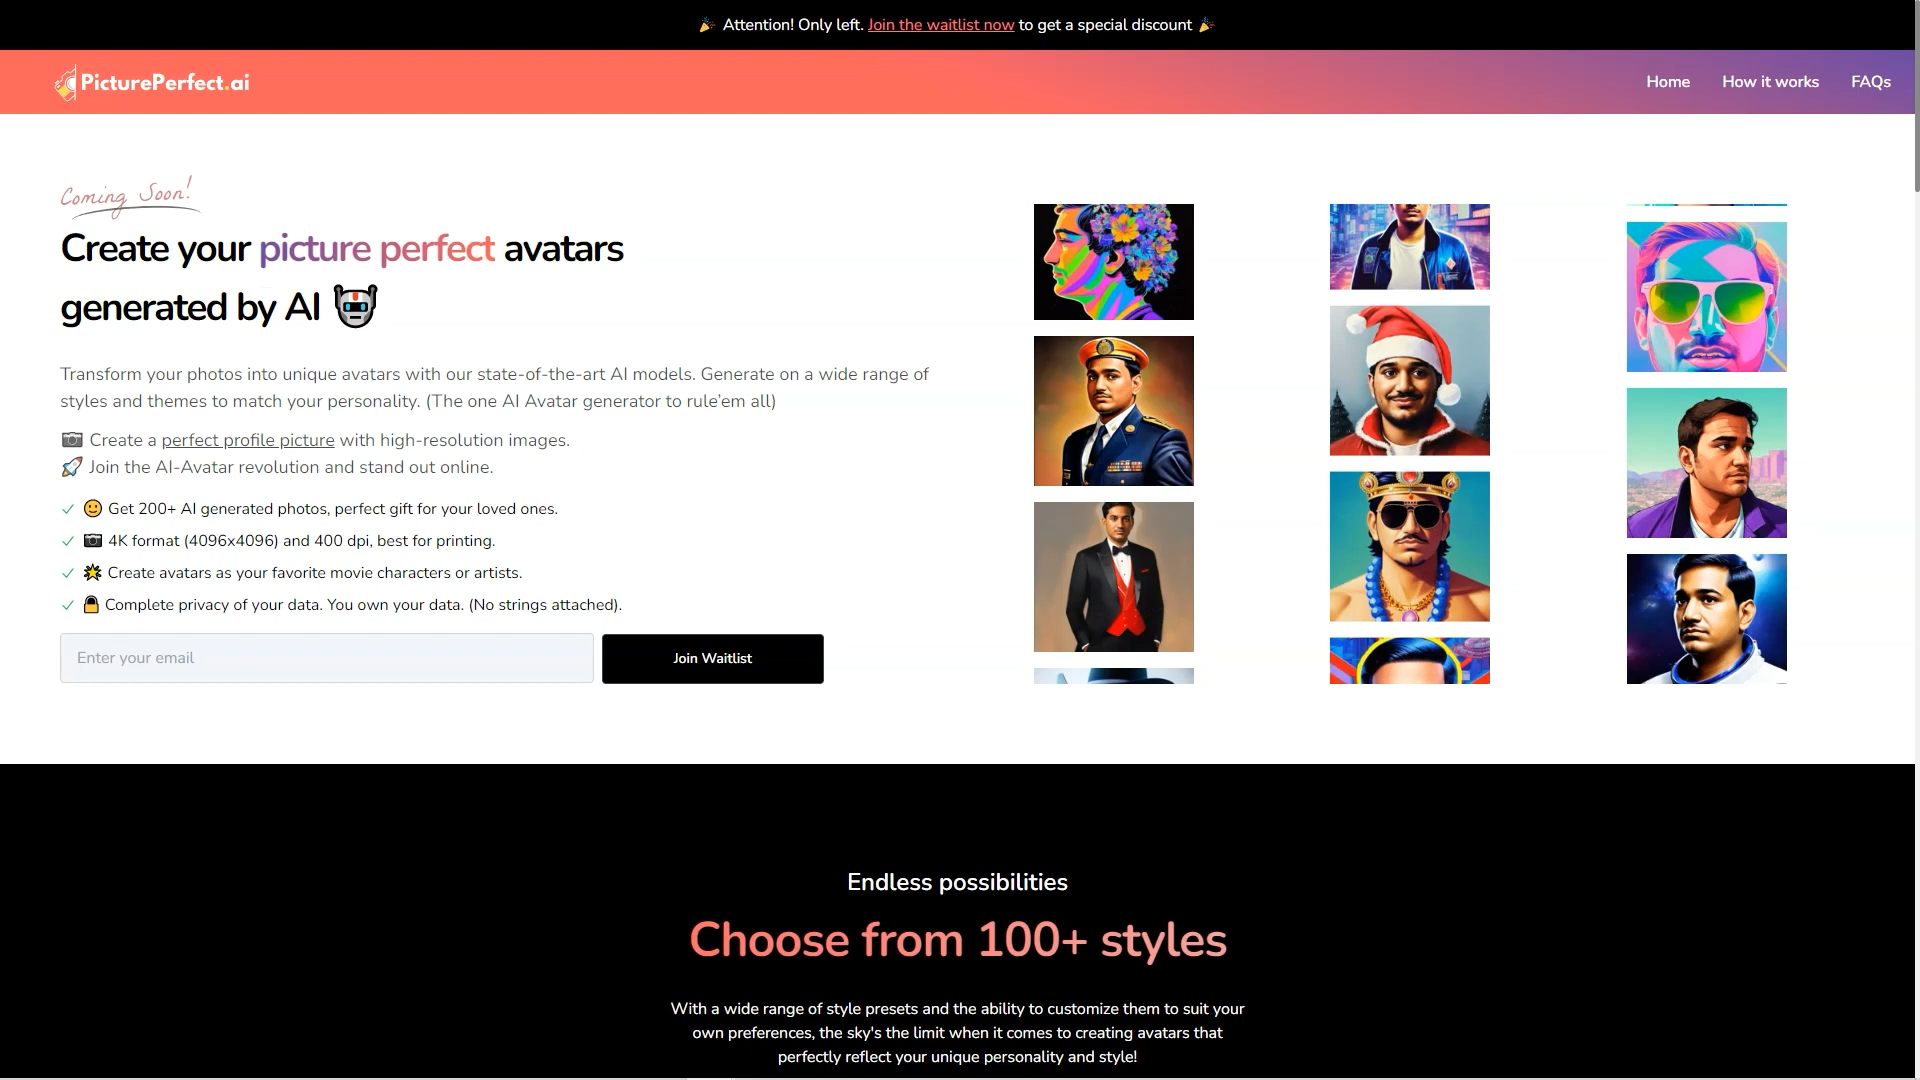 🎉 Attention! Only left. Join the waitlist now to get a special discount 🎉
PicturePerfect.ai
Home
How it works
FAQs
Coming Soon!
Create your picture perfect avatars
generated by AI 🤖
Transform your photos into unique avatars with our state-of-the-art AI models. Generate on a wide range of
styles and themes to match your personality. (The one AI Avatar generator to rule’em all)
📷 Create a perfect profile picture with high-resolution images.
🚀 Join the AI-Avatar revolution and stand out online.
✓ 🙂 Get 200+ AI generated photos, perfect gift for your loved ones.
✓ 📷 4K format (4096x4096) and 400 dpi, best for printing.
✓ 🌟 Create avatars as your favorite movie characters or artists.
✓ 🔒 Complete privacy of your data. You own your data. (No strings attached).
Enter your email
Join Waitlist
Endless possibilities
Choose from 100+ styles
With a wide range of style presets and the ability to customize them to suit your
own preferences, the sky's the limit when it comes to creating avatars that
perfectly reflect your unique personality and style!